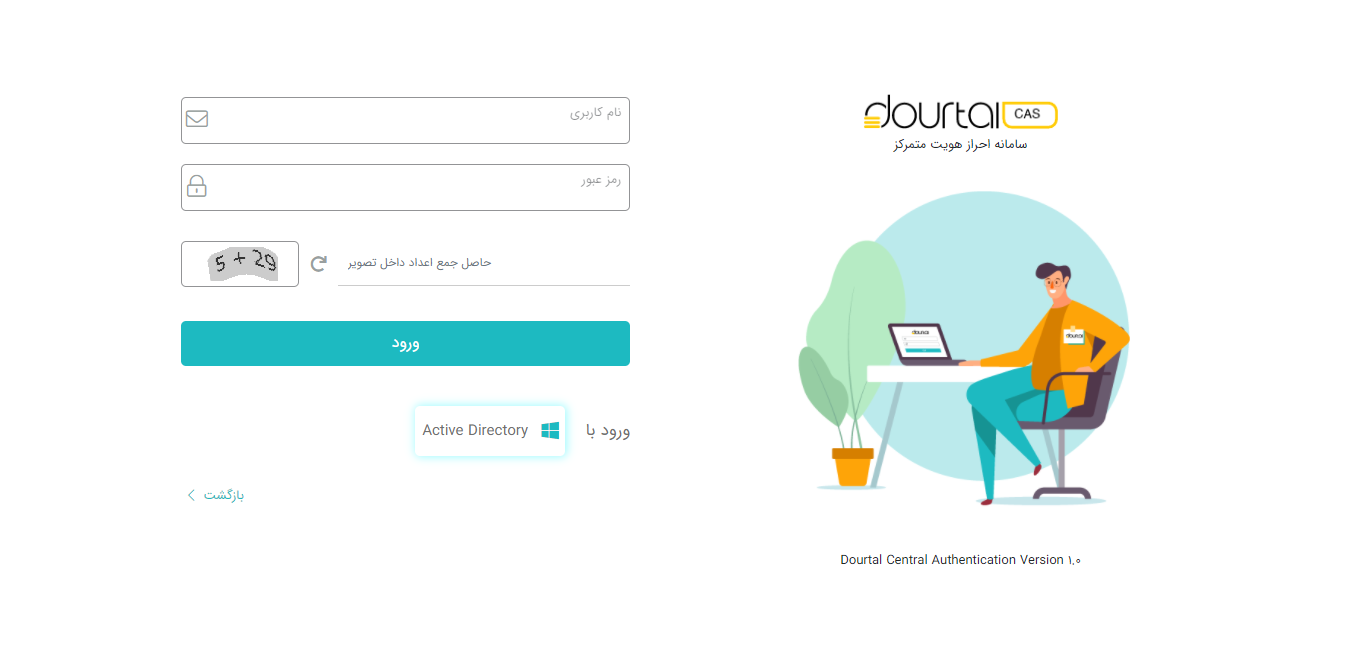 dourtal CAS
سامانه احراز هویت متمرکز
نام کاربری
رمز عبور
حاصل جمع اعداد داخل تصویر
5 + 29
ورود
ورود با Active Directory
بازگشت
Dourtal Central Authentication Version ۱.۰